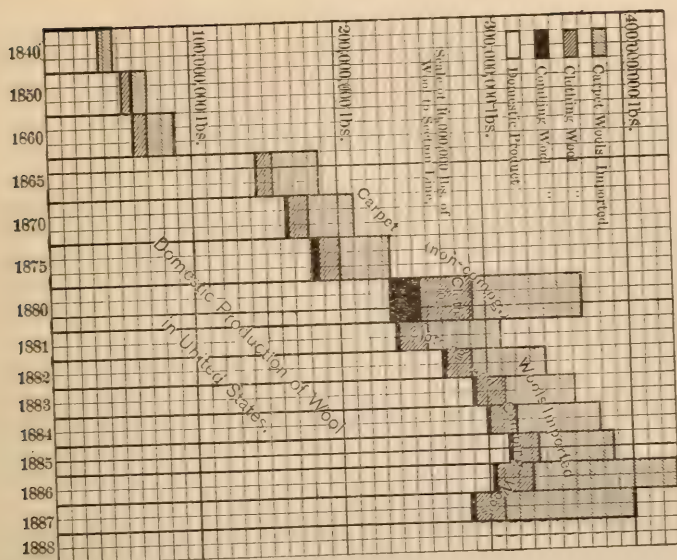 100,000,000 lbs.
200,000,000 lbs.
300,000,000 lbs.
400,000,000 lbs.
Carpet Wools Imported
Clothing Wool "
Combing Wool "
Domestic Product
Scale of 10,000,000 lbs. of
Wool to Section Line.
1840
1850
1860
1865
1870
1875
1880
1881
1882
1883
1884
1885
1886
1887
1888
Carpet
(non-compg.
Wools Imported
Domestic Production of Wool
in United States.